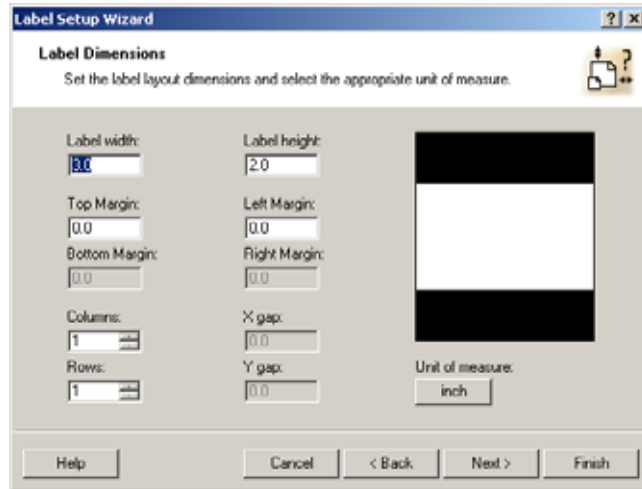 Label Setup Wizard
Label Dimensions
Set the label layout dimensions and select the appropriate unit of measure.
Label width: Label height:
3.0 2.0
Top Margin: Left Margin:
0.0 0.0
Bottom Margin: Right Margin:
0.0 0.0
Columns: X gap:
1 0.0
Rows: Y gap: Unit of measure:
1 0.0 inch
Help Cancel < Back Next > Finish